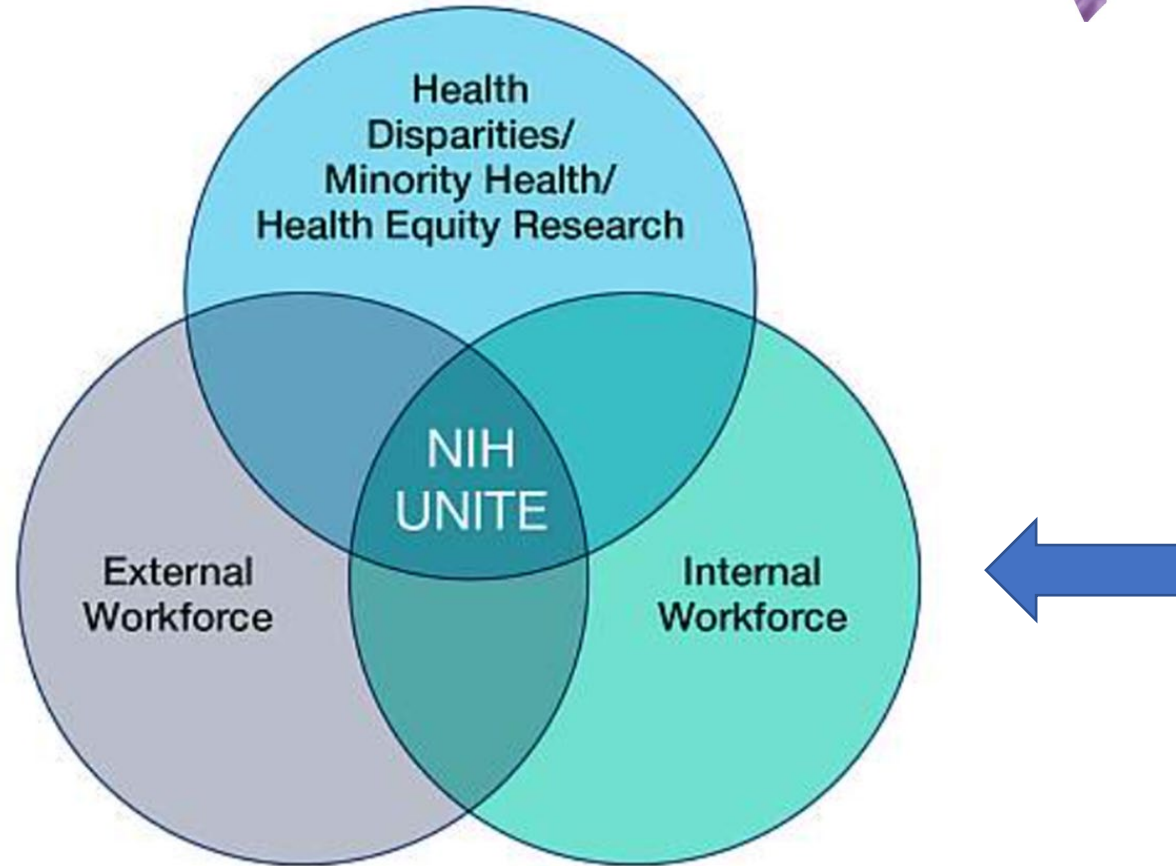 Health
Disparities/
Minority Health/
Health Equity Research
NIH
UNITE
External
Workforce
Internal
Workforce